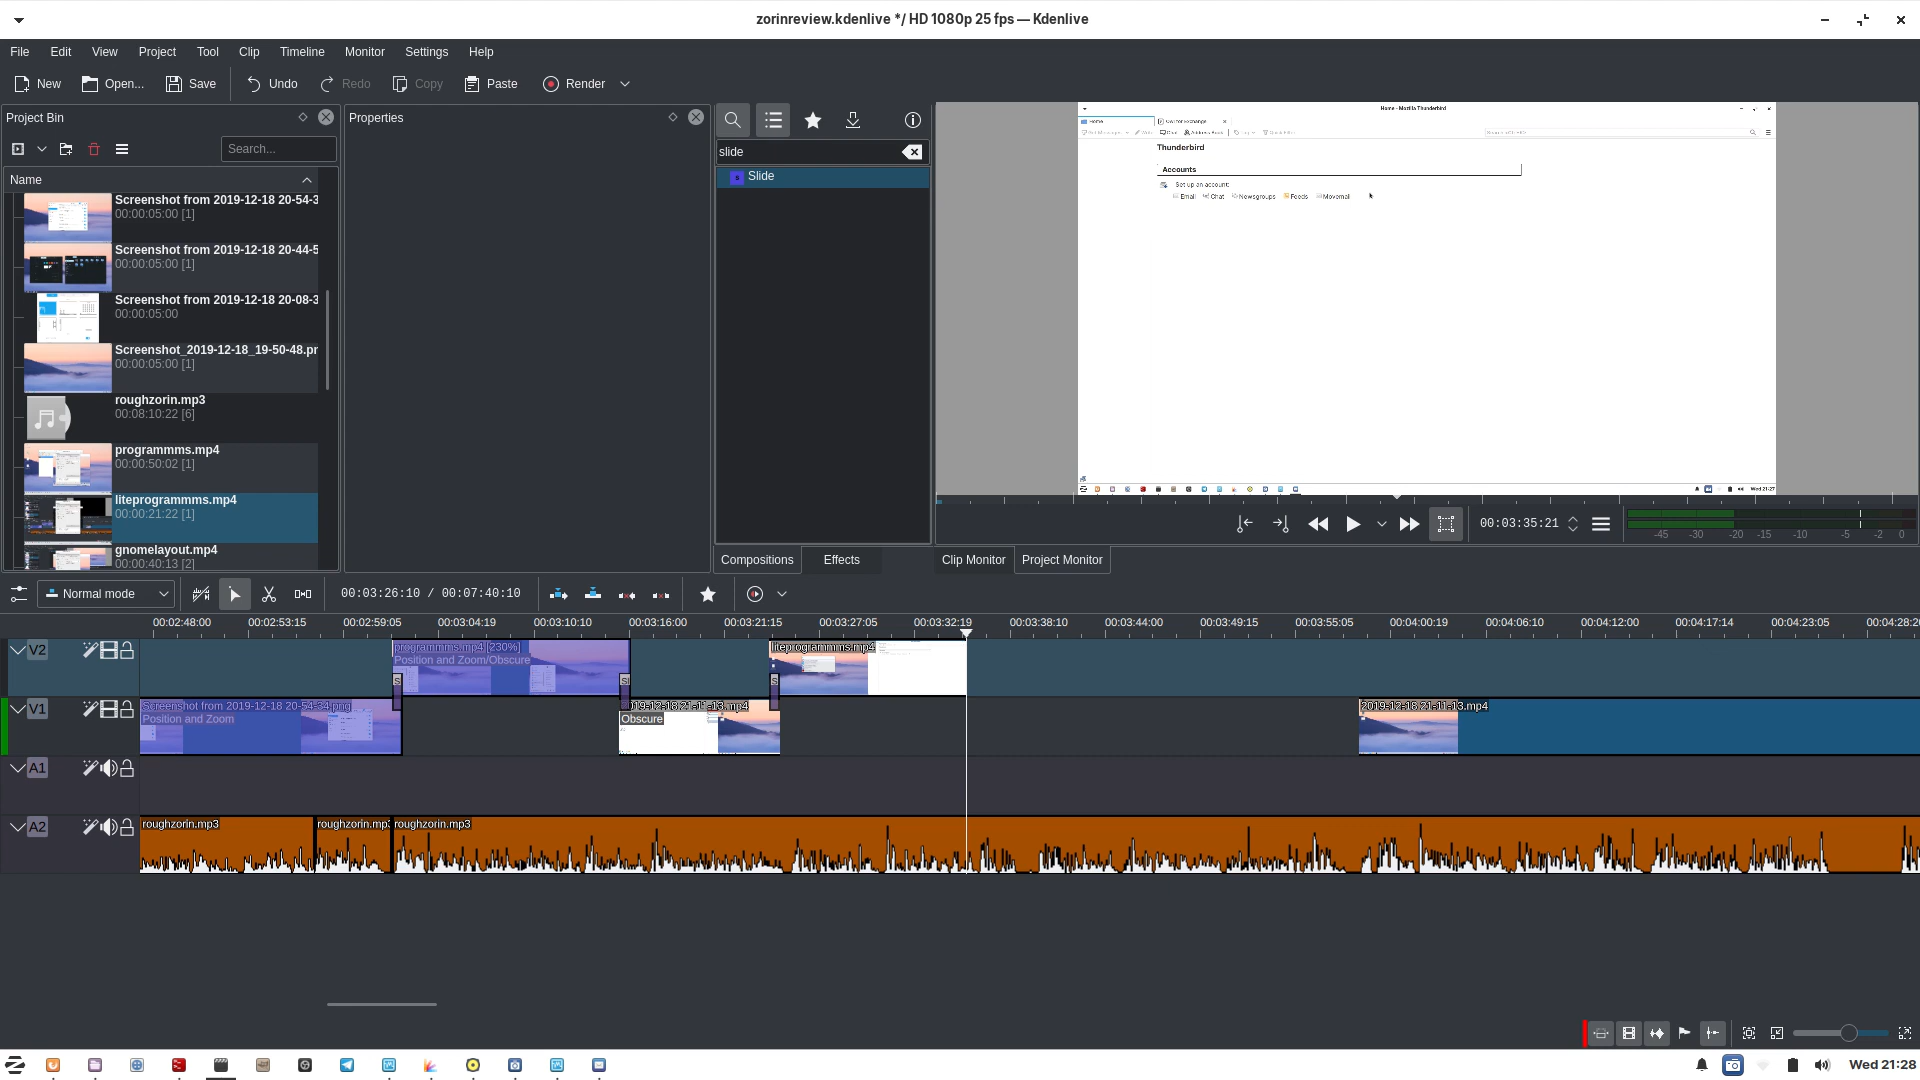 zorinreview.kdenlive */ HD 1080p 25 fps — Kdenlive
File Edit View Project Tool Clip Timeline Monitor Settings Help
New Open... Save Undo Redo Copy Paste Render
Project Bin
Properties
Search...
slide
Name
Slide
Screenshot from 2019-12-18 20-54-3
00:00:05:00 [1]
Screenshot from 2019-12-18 20-44-5
00:00:05:00 [1]
Screenshot from 2019-12-18 20-08-3
00:00:05:00
Screenshot_2019-12-18_19-50-48.pr
00:00:05:00 [1]
roughzorin.mp3
00:08:10:22 [6]
programmms.mp4
00:00:50:02 [1]
liteprogrammms.mp4
00:00:21:22 [1]
gnomelayout.mp4
00:00:40:13 [2]
Home - Mozilla Thunderbird
Home Owl for Exchange
Chat Address Book
Thunderbird
Accounts
Set up an account:
Email Chat Newsgroups Feeds Movemail
Wed 21:27
00:03:35:21
-45 -30 -20 -15 -10 -5 -2 0
Compositions Effects Clip Monitor Project Monitor
Normal mode 00:03:26:10 / 00:07:40:10
00:02:48:00 00:02:53:15 00:02:59:05 00:03:04:19 00:03:10:10 00:03:16:00 00:03:21:15 00:03:27:05 00:03:32:19 00:03:38:10 00:03:44:00 00:03:49:15 00:03:55:05 00:04:00:19 00:04:06:10 00:04:12:00 00:04:17:14 00:04:23:05 00:04:28:20
V2
programmms.mp4 [230%]
Position and Zoom/Obscure
liteprogrammms.mp4
V1
Screenshot from 2019-12-18 20-54-34.png
Position and Zoom
019-12-18 21-11-13.mp4
Obscure
2019-12-18 21-11-13.mp4
A1
A2
roughzorin.mp3 roughzorin.mp3 roughzorin.mp3
Wed 21:28